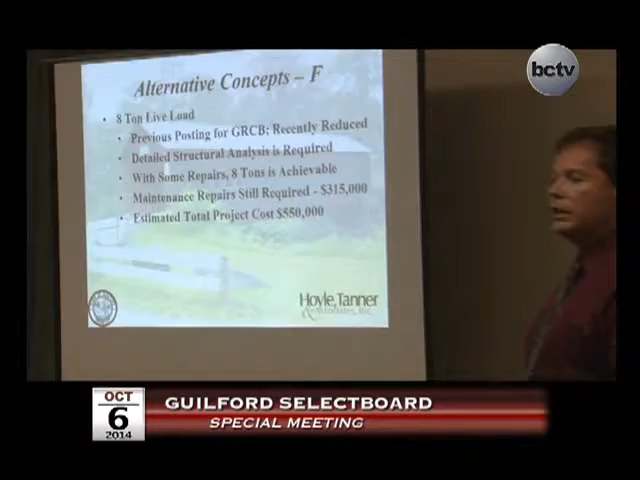 bctv
Alternative Concepts – F
• 8 Ton Live Load
• Previous Posting for GRCB; Recently Reduced
• Detailed Structural Analysis is Required
• With Some Repairs, 8 Tons is Achievable
• Maintenance Repairs Still Required - $315,000
• Estimated Total Project Cost $550,000
Hoyle, Tanner
& Associates, Inc.
OCT
6
2014
GUILFORD SELECTBOARD
SPECIAL MEETING